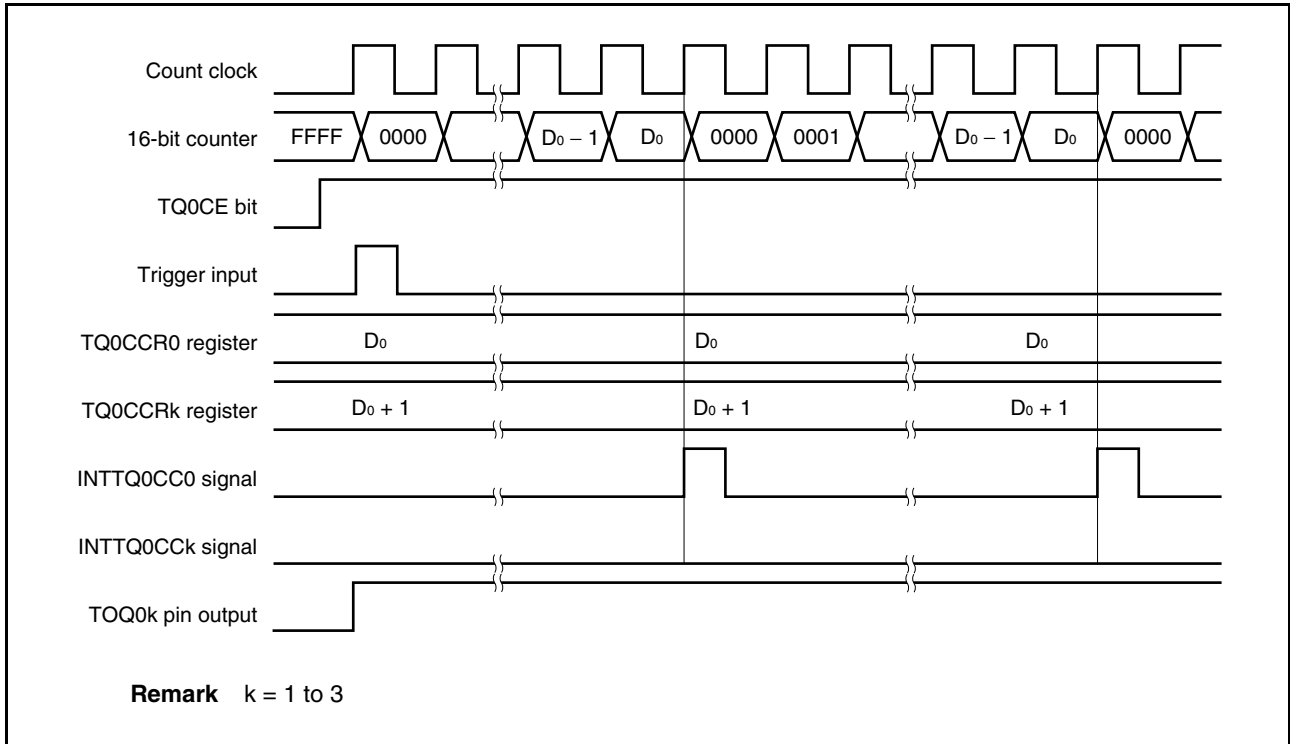 Count clock
16-bit counter FFFF 0000 D0 − 1 D0 0000 0001 D0 − 1 D0 0000
TQ0CE bit
Trigger input
TQ0CCR0 register D0 D0 D0
TQ0CCRk register D0 + 1 D0 + 1 D0 + 1
INTTQ0CC0 signal
INTTQ0CCk signal
TOQ0k pin output
Remark k = 1 to 3